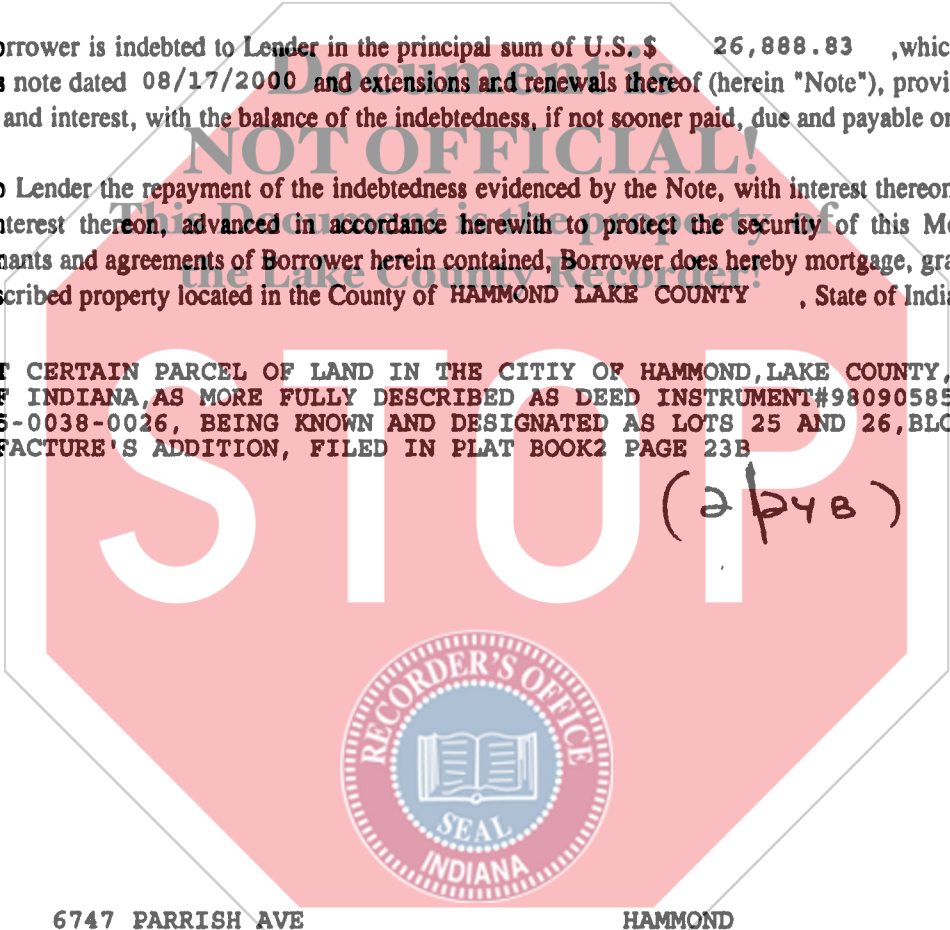 orrower is indebted to Lender in the principal sum of U.S. $ 26,888.83 ,whic
s note dated 08/17/2000 and extensions and renewals thereof (herein "Note"), provi
and interest, with the balance of the indebtedness, if not sooner paid, due and payable on
Document is
NOT OFFICIAL!
This Document is the property of
the Lake County Recorder!
o Lender the repayment of the indebtedness evidenced by the Note, with interest thereon
nterest thereon, advanced in accordance herewith to protect the security of this Mo
nants and agreements of Borrower herein contained, Borrower does hereby mortgage, gra
scribed property located in the County of HAMMOND LAKE COUNTY , State of India
T CERTAIN PARCEL OF LAND IN THE CITIY OF HAMMOND,LAKE COUNTY,
F INDIANA,AS MORE FULLY DESCRIBED AS DEED INSTRUMENT#98090585
6-0038-0026, BEING KNOWN AND DESIGNATED AS LOTS 25 AND 26,BLO
FACTURE'S ADDITION, FILED IN PLAT BOOK2 PAGE 23B
(2/24B)
STOP
RECORDER'S OFFICE
SEAL
INDIANA
6747 PARRISH AVE HAMMOND